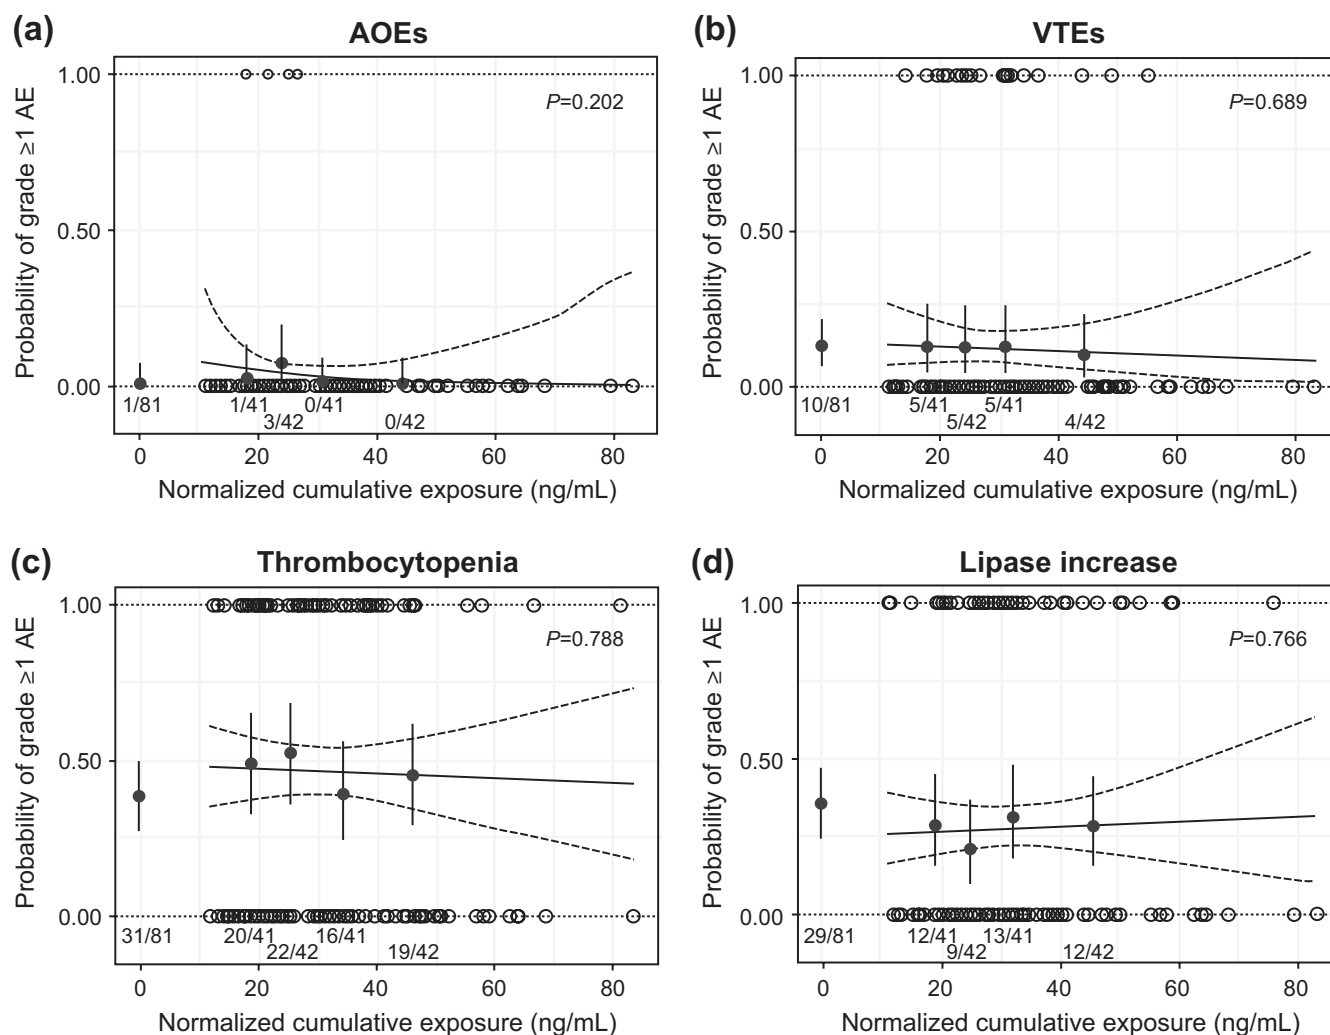 (a)
AOEs
Probability of grade ≥1 AE
1.00
0.50
0.00
P=0.202
1/81
1/41
0/41
3/42
0/42
0
20
40
60
80
Normalized cumulative exposure (ng/mL)
(b)
VTEs
Probability of grade ≥1 AE
1.00
0.50
0.00
P=0.689
10/81
5/41
5/41
5/42
4/42
0
20
40
60
80
Normalized cumulative exposure (ng/mL)
(c)
Thrombocytopenia
Probability of grade ≥1 AE
1.00
0.50
0.00
P=0.788
31/81
20/41
16/41
22/42
19/42
0
20
40
60
80
Normalized cumulative exposure (ng/mL)
(d)
Lipase increase
Probability of grade ≥1 AE
1.00
0.50
0.00
P=0.766
29/81
12/41
13/41
9/42
12/42
0
20
40
60
80
Normalized cumulative exposure (ng/mL)